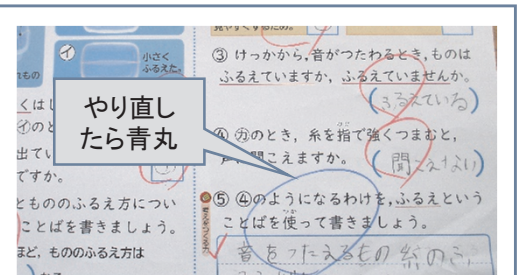 見やすくするため。
イ
小さく
ふるえた。
れもの
③ けっかから,音がつたわるとき,ものは
ふるえていますか,ふるえていませんか。
(ふるえている)
やり直し
たら青丸
くはし
④ カのとき,糸を指で強くつまむと,
聞こえますか。
(聞こえない)
ですか。
⑤ ④のようになるわけを,ふるえという
ことばを使って書きましょう。
ともののふるえ方につい
ことばを書きましょう。
音をつたえるもの糸のふ
ほど,もののふるえ方は